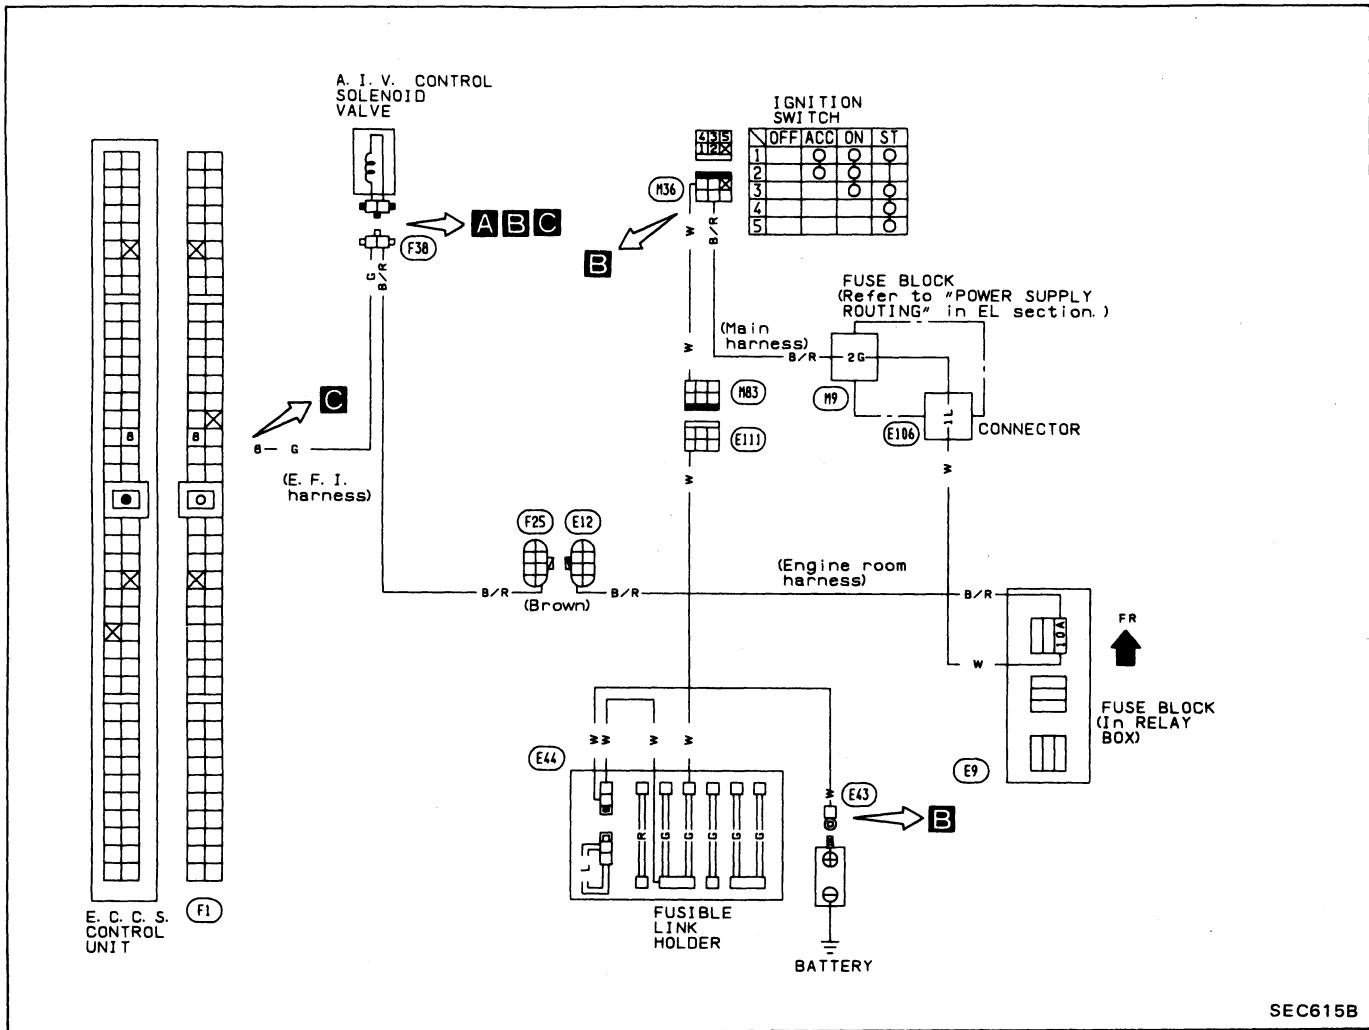 A. I. V. CONTROL
SOLENOID
VALVE
IGNITION
SWITCH
OFF ACC ON ST
1
2
3
4
5
4 3 5
1 2
M36
F38
A B C
B
W
B/R
G
B/R
FUSE BLOCK
(Refer to "POWER SUPPLY
ROUTING" in EL section.)
(Main
harness)
B/R
2G
M9
1L
E106
CONNECTOR
W
M83
E111
W
W
C
8
8
8 G
(E. F. I.
harness)
F25
E12
B/R
(Brown)
B/R
(Engine room
harness)
B/R
10A
W
FR
FUSE BLOCK
(In RELAY
BOX)
E9
E44
W W W W
W
E43
B
L
R G G G G G
FUSIBLE
LINK
HOLDER
BATTERY
E. C. C. S.
CONTROL
UNIT
F1
SEC615B